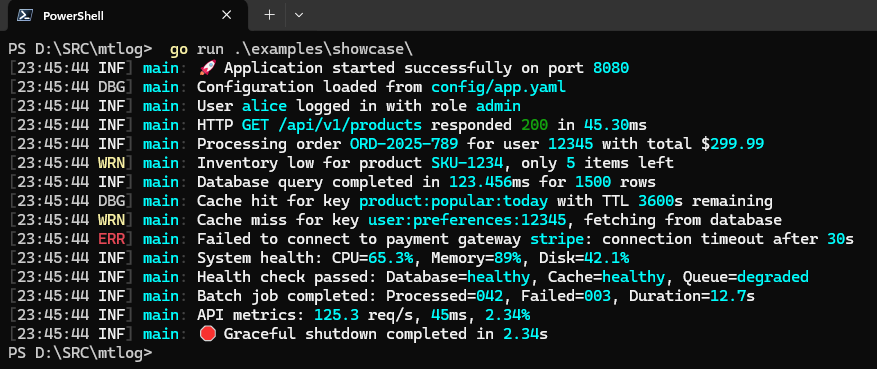 PowerShell
PS D:\SRC\mtlog>  go run .\examples\showcase\
[23:45:44 INF] main: 🚀 Application started successfully on port 8080
[23:45:44 DBG] main: Configuration loaded from config/app.yaml
[23:45:44 INF] main: User alice logged in with role admin
[23:45:44 INF] main: HTTP GET /api/v1/products responded 200 in 45.30ms
[23:45:44 INF] main: Processing order ORD-2025-789 for user 12345 with total $299.99
[23:45:44 WRN] main: Inventory low for product SKU-1234, only 5 items left
[23:45:44 INF] main: Database query completed in 123.456ms for 1500 rows
[23:45:44 DBG] main: Cache hit for key product:popular:today with TTL 3600s remaining
[23:45:44 WRN] main: Cache miss for key user:preferences:12345, fetching from database
[23:45:44 ERR] main: Failed to connect to payment gateway stripe: connection timeout after 30s
[23:45:44 INF] main: System health: CPU=65.3%, Memory=89%, Disk=42.1%
[23:45:44 INF] main: Health check passed: Database=healthy, Cache=healthy, Queue=degraded
[23:45:44 INF] main: Batch job completed: Processed=042, Failed=003, Duration=12.7s
[23:45:44 INF] main: API metrics: 125.3 req/s, 45ms, 2.34%
[23:45:44 INF] main: 🛑 Graceful shutdown completed in 2.34s
PS D:\SRC\mtlog>